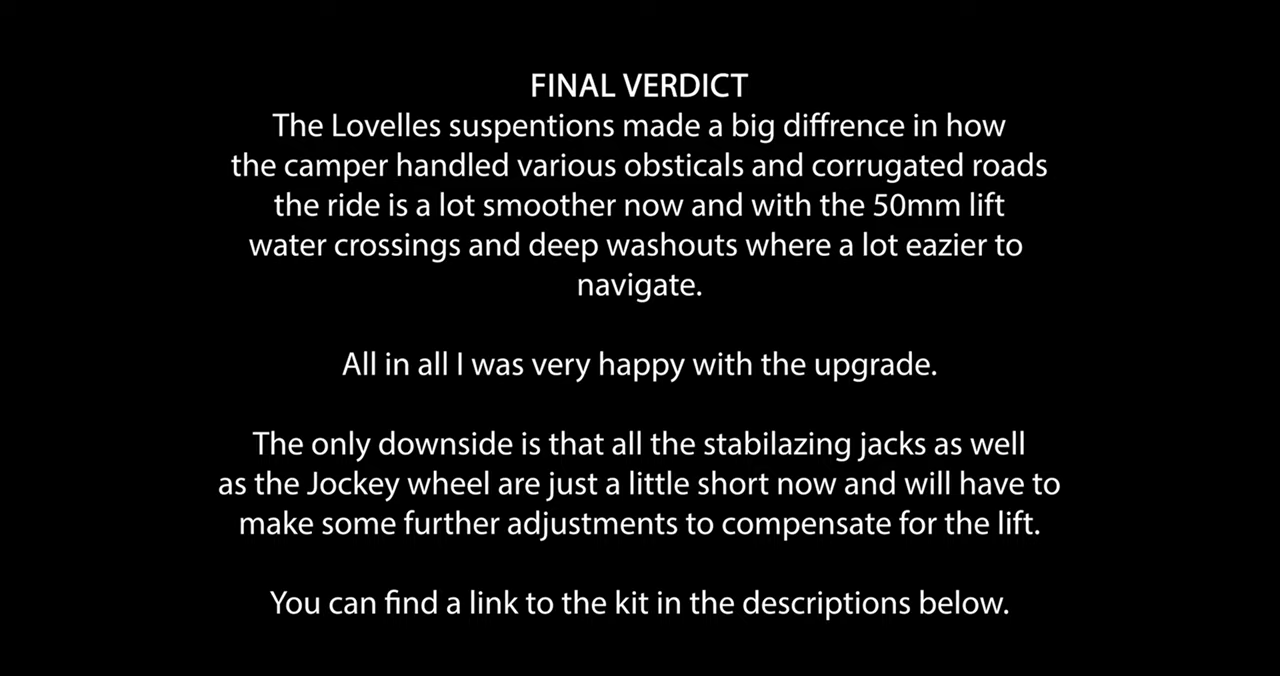 FINAL VERDICT
The Lovelles suspentions made a big diffrence in how
the camper handled various obsticals and corrugated roads
the ride is a lot smoother now and with the 50mm lift
water crossings and deep washouts where a lot eazier to
navigate.
All in all I was very happy with the upgrade.
The only downside is that all the stabilazing jacks as well
as the Jockey wheel are just a little short now and will have to
make some further adjustments to compensate for the lift.
You can find a link to the kit in the descriptions below.